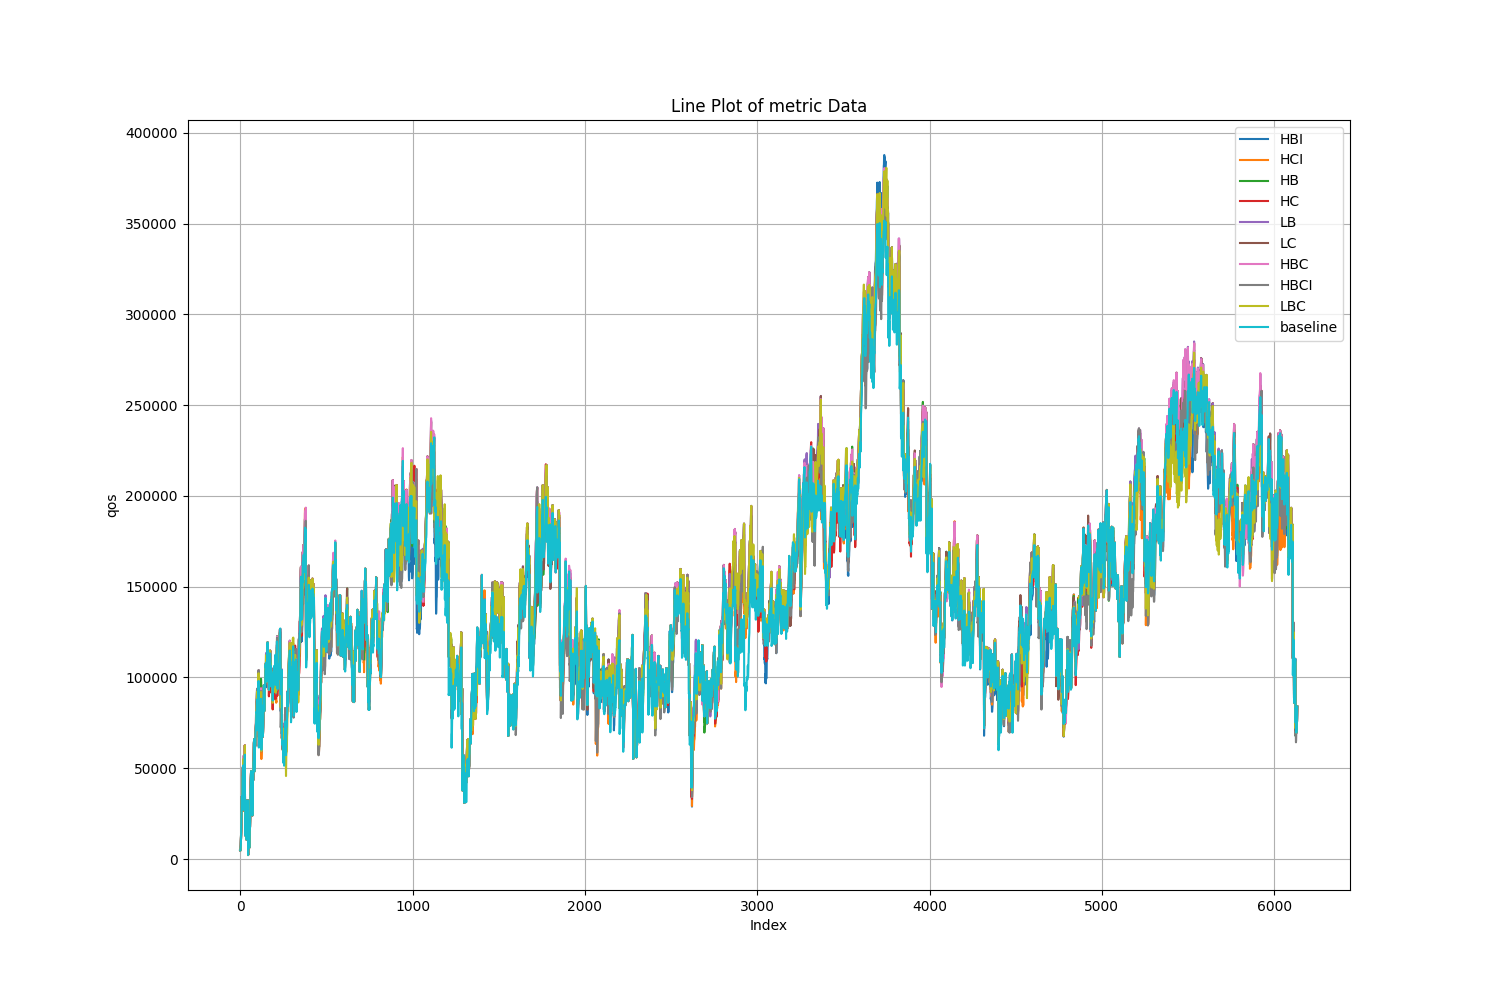 Line Plot of metric Data
400000
350000
300000
250000
200000
150000
100000
50000
0
qos
0 1000 2000 3000 4000 5000 6000
Index
HBI
HCI
HB
HC
LB
LC
HBC
HBCI
LBC
baseline